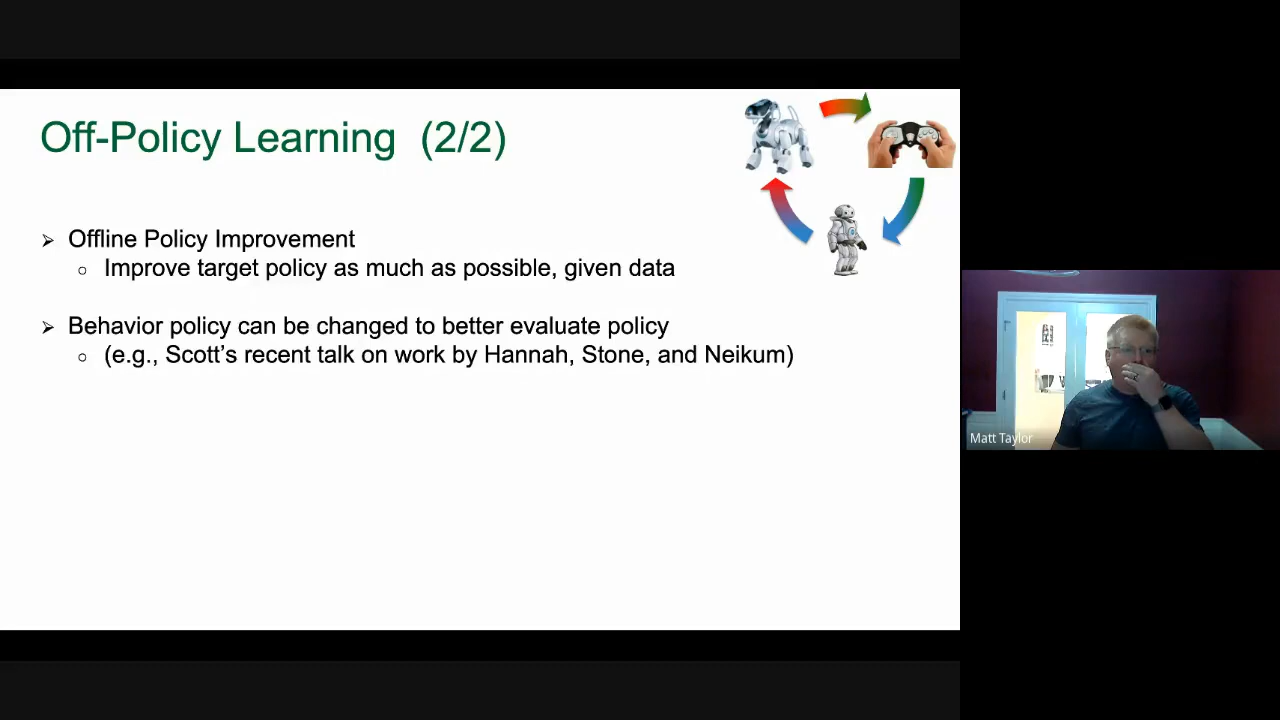 Off-Policy Learning (2/2)
➢ Offline Policy Improvement
○ Improve target policy as much as possible, given data
➢ Behavior policy can be changed to better evaluate policy
○ (e.g., Scott's recent talk on work by Hannah, Stone, and Neikum)
Matt Taylor